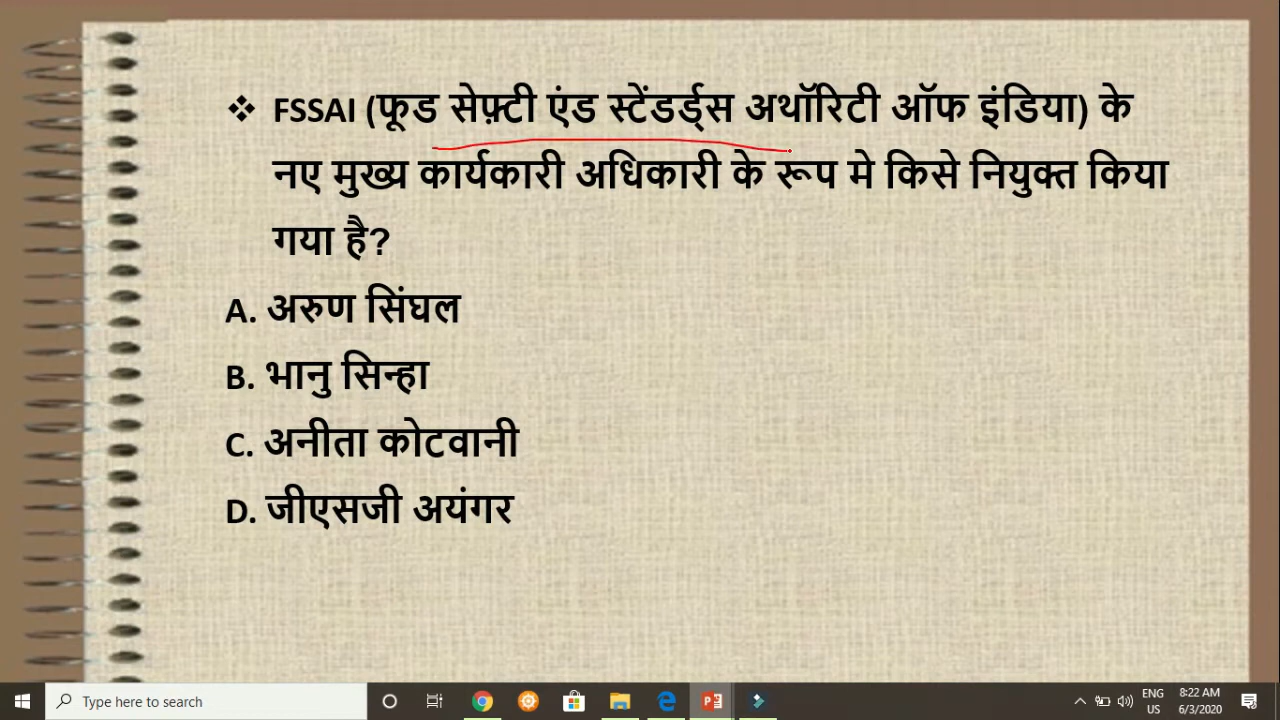 ❖ FSSAI (फूड सेफ़्टी एंड स्टेंडर्ड्स अथॉरिटी ऑफ इंडिया) के
नए मुख्य कार्यकारी अधिकारी के रूप मे किसे नियुक्त किया
गया है?
A. अरुण सिंघल
B. भानु सिन्हा
C. अनीता कोटवानी
D. जीएसजी अयंगर
Type here to search
ENG
US
8:22 AM
6/3/2020